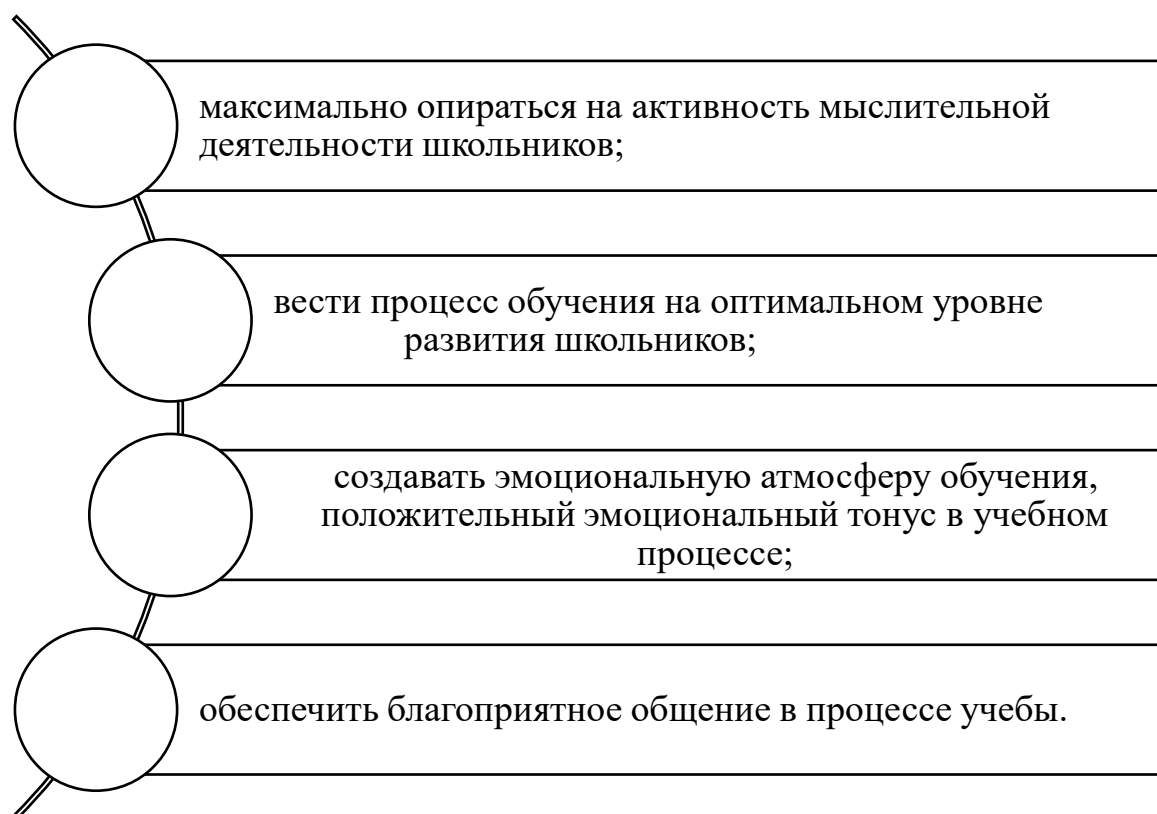 максимально опираться на активность мыслительной
деятельности школьников;
вести процесс обучения на оптимальном уровне
развития школьников;
создавать эмоциональную атмосферу обучения,
положительный эмоциональный тонус в учебном
процессе;
обеспечить благоприятное общение в процессе учебы.